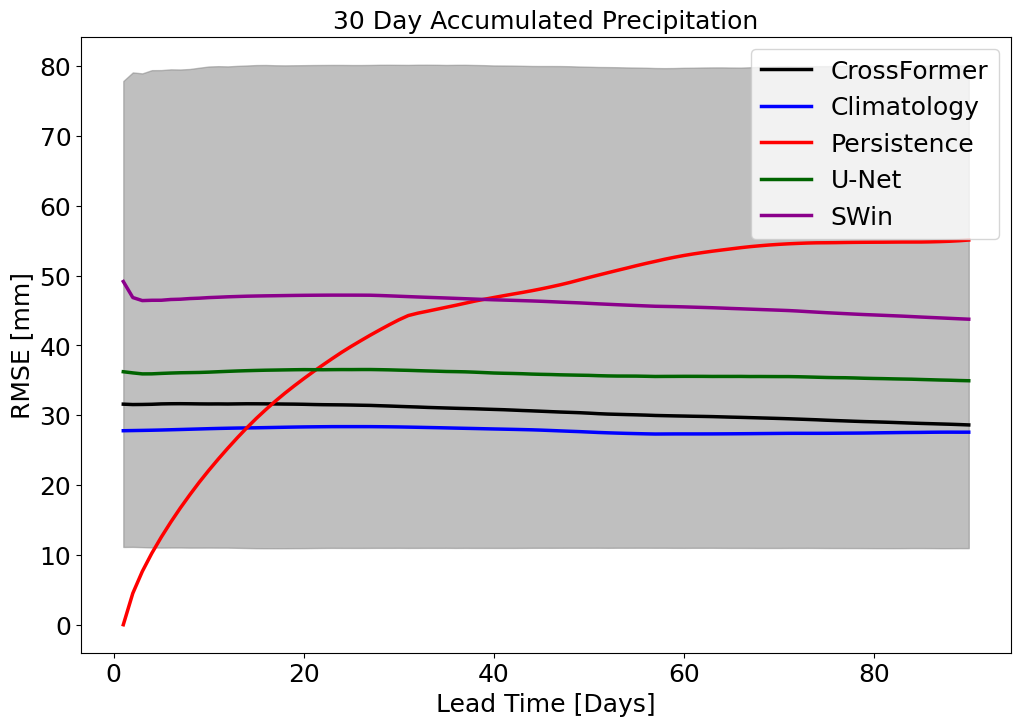 30 Day Accumulated Precipitation
80
70
60
50
40
30
20
10
0
RMSE [mm]
CrossFormer
Climatology
Persistence
U-Net
SWin
0 20 40 60 80
Lead Time [Days]